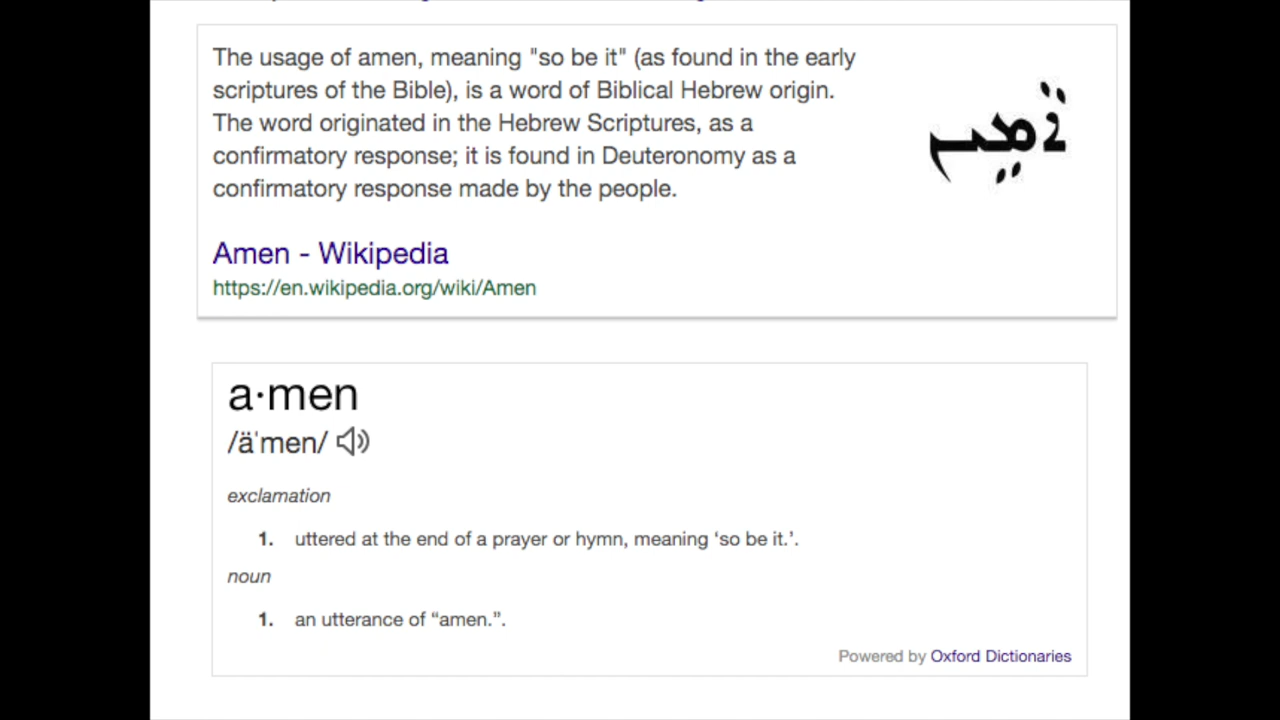 The usage of amen, meaning "so be it" (as found in the early
scriptures of the Bible), is a word of Biblical Hebrew origin.
The word originated in the Hebrew Scriptures, as a
confirmatory response; it is found in Deuteronomy as a
confirmatory response made by the people.
ܐܡܝܢ
Amen - Wikipedia
https://en.wikipedia.org/wiki/Amen
a·men
/äˈmen/
exclamation
1. uttered at the end of a prayer or hymn, meaning ‘so be it.’.
noun
1. an utterance of “amen.”.
Powered by Oxford Dictionaries